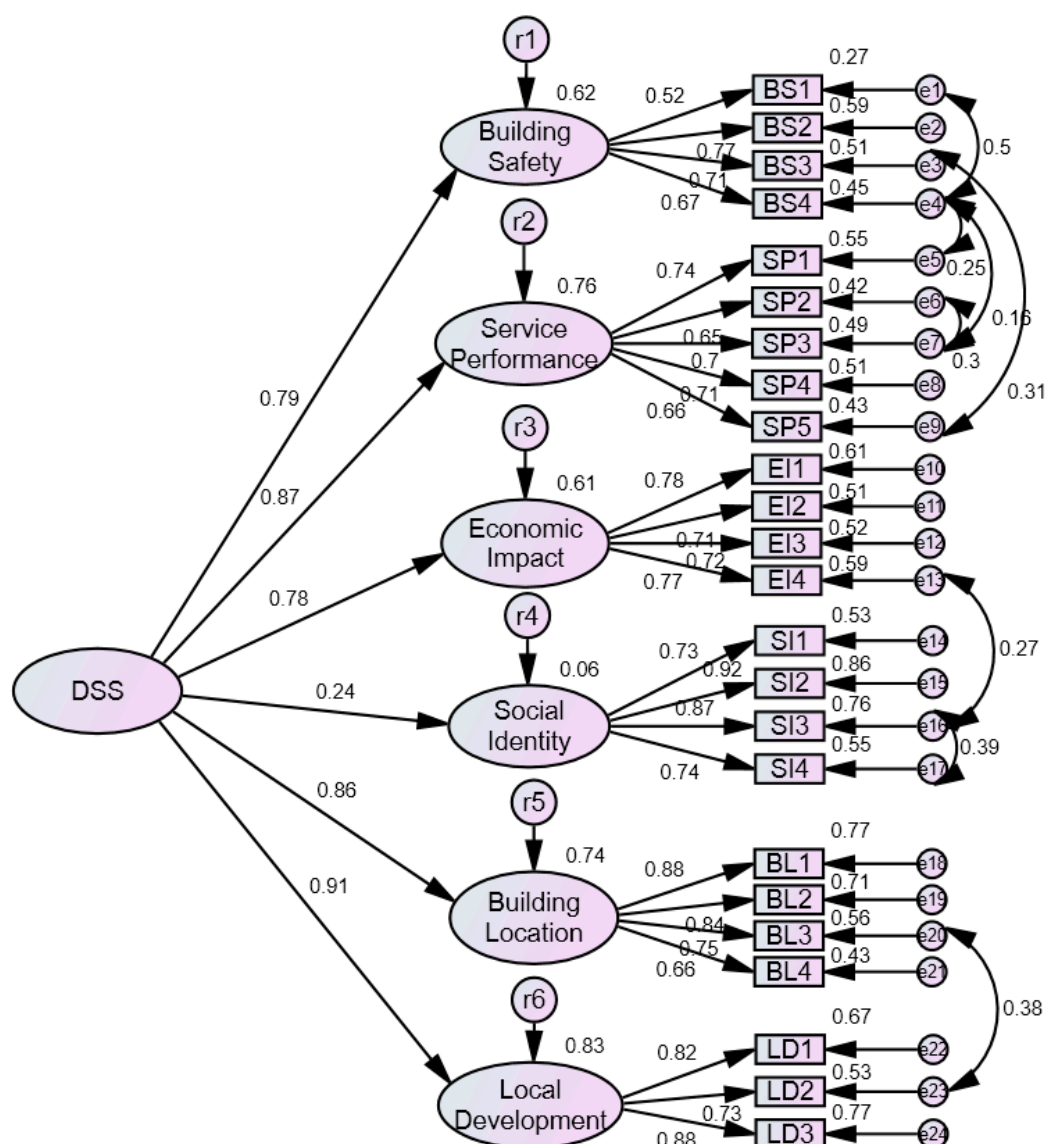 r1
0.27
0.62
0.52
BS1
e1
0.59
Building
Safety
BS2
e2
0.5
0.77
0.51
BS3
e3
0.71
0.45
0.67
BS4
e4
r2
0.55
0.74
SP1
e5
0.25
0.76
0.42
SP2
e6
0.16
Service
Performance
0.65
0.49
SP3
e7
0.3
0.7
0.51
SP4
e8
0.31
0.79
0.71
0.66
0.43
SP5
e9
r3
0.61
0.78
EI1
e10
0.61
0.51
EI2
e11
0.87
Economic
Impact
0.71
0.52
EI3
e12
0.72
0.59
0.77
EI4
e13
0.78
r4
0.53
0.73
SI1
e14
0.27
0.06
0.92
0.86
SI2
e15
DSS
0.24
Social
Identity
0.87
0.76
SI3
e16
0.39
0.55
0.74
SI4
e17
0.86
r5
0.77
0.74
0.88
BL1
e18
0.71
BL2
e19
0.91
Building
Location
0.84
0.56
BL3
e20
0.75
0.43
0.66
BL4
e21
r6
0.38
0.67
0.83
0.82
LD1
e22
0.53
Local
Development
LD2
e23
0.73
0.77
0.88
LD3
e24